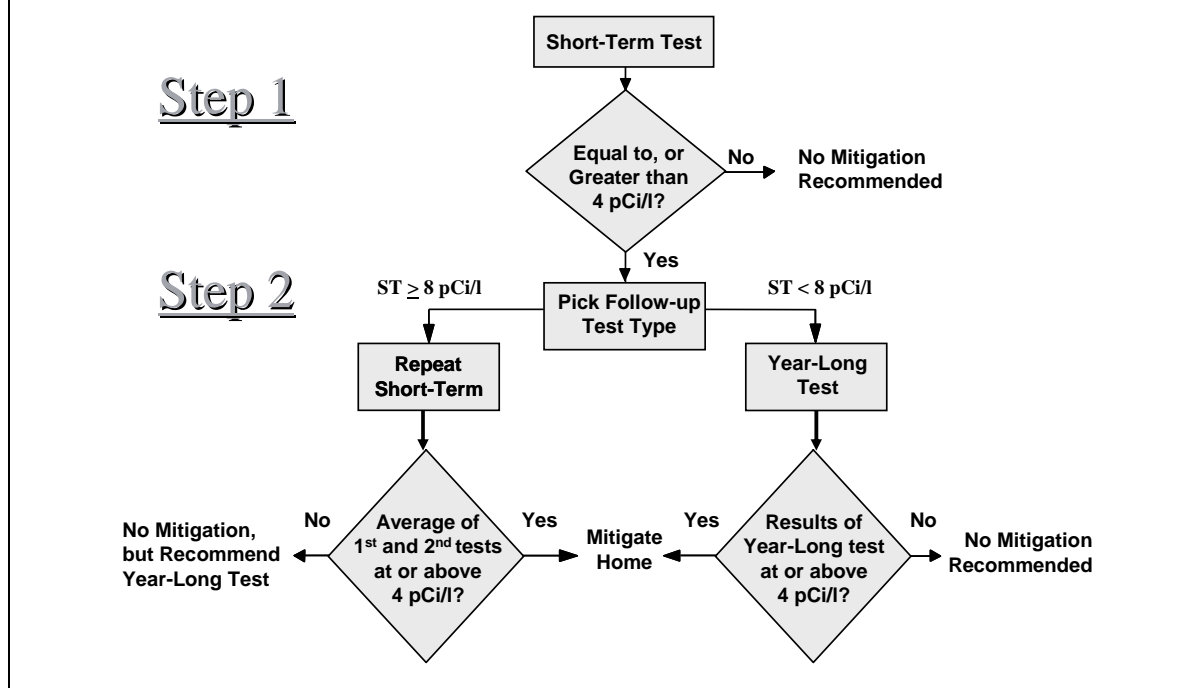 Short-Term Test
Step 1
Equal to, or
Greater than
4 pCi/l?
No
No Mitigation
Recommended
Yes
Step 2
ST ≥ 8 pCi/l
Pick Follow-up
Test Type
ST < 8 pCi/l
Repeat
Short-Term
Year-Long
Test
No Mitigation,
but Recommend
Year-Long Test
No
Average of
1st and 2nd tests
at or above
4 pCi/l?
Yes
Mitigate
Home
Yes
Results of
Year-Long test
at or above
4 pCi/l?
No
No Mitigation
Recommended